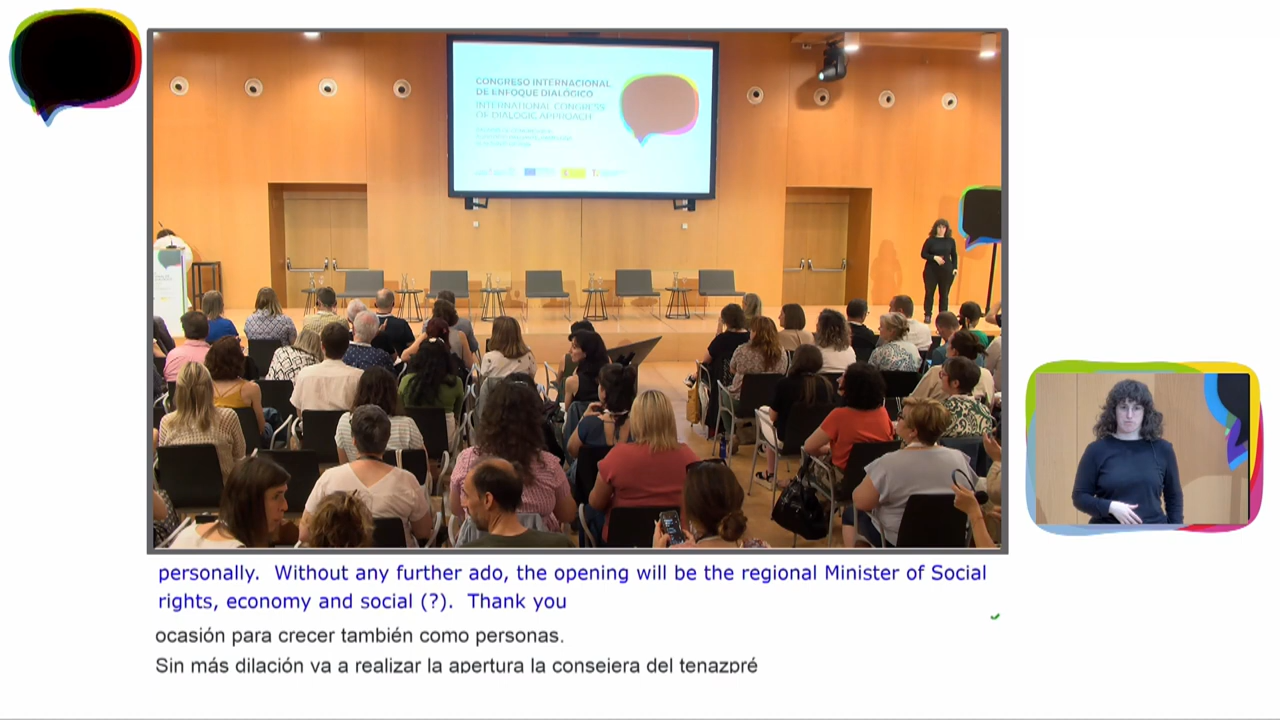 CONGRESO INTERNACIONAL
DE ENFOQUE DIALÓGICO
INTERNATIONAL CONGRESS
OF DIALOGIC APPROACH
personally.  Without any further ado, the opening will be the regional Minister of Social
rights, economy and social (?).  Thank you
ocasión para crecer también como personas.
Sin más dilación va a realizar la apertura la consejera del tenazpré